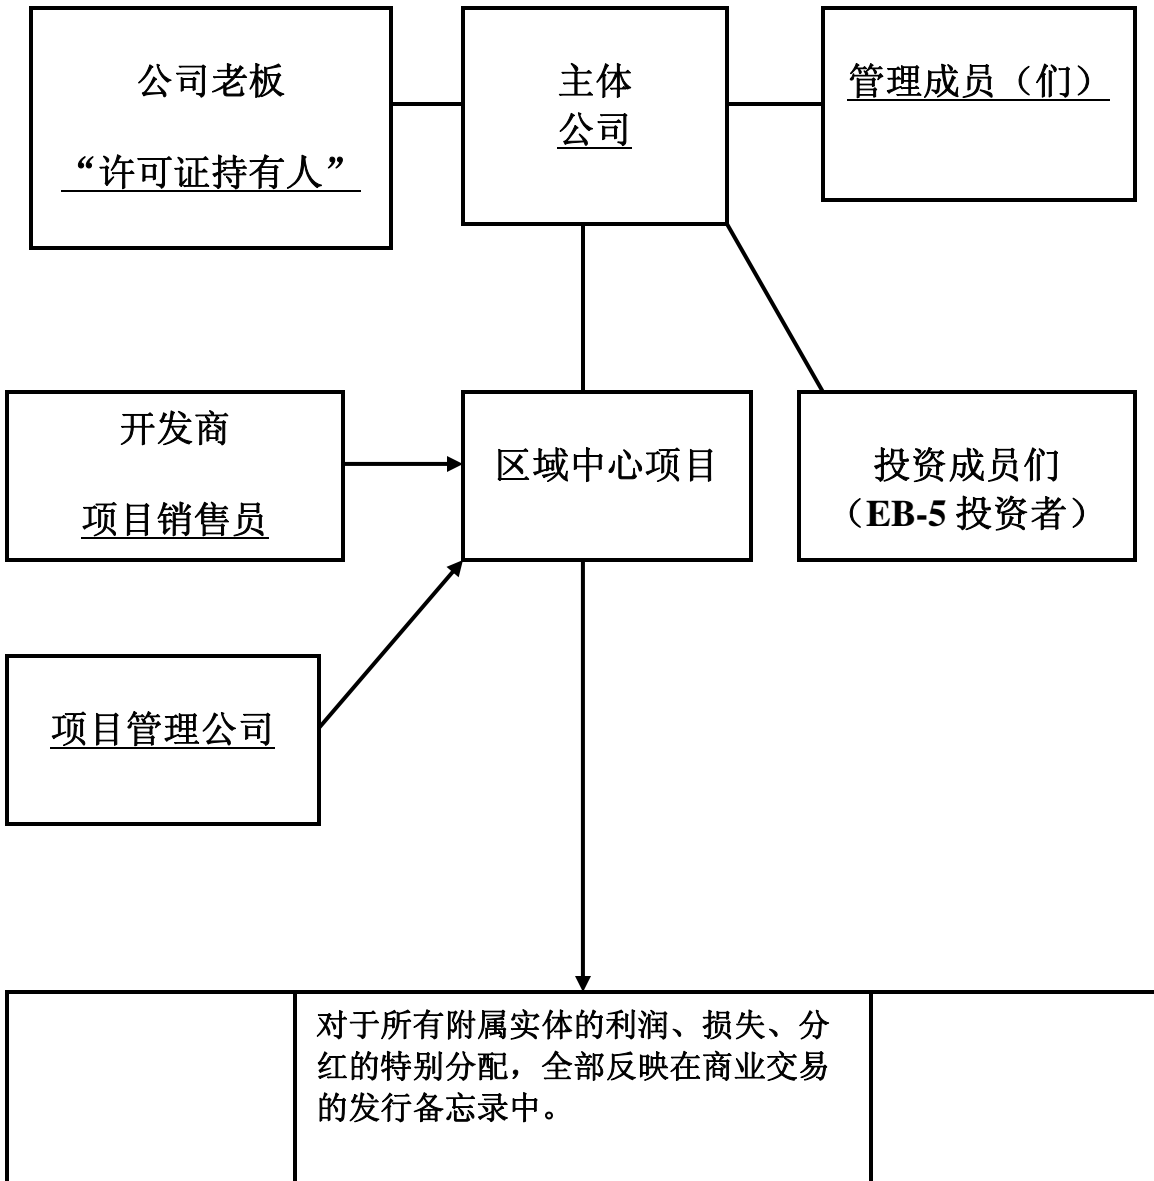 公司老板
“许可证持有人”
主体
公司
管理成员（们）
开发商
项目销售员
区域中心项目
投资成员们
（EB-5 投资者）
项目管理公司
对于所有附属实体的利润、损失、分
红的特别分配，全部反映在商业交易
的发行备忘录中。